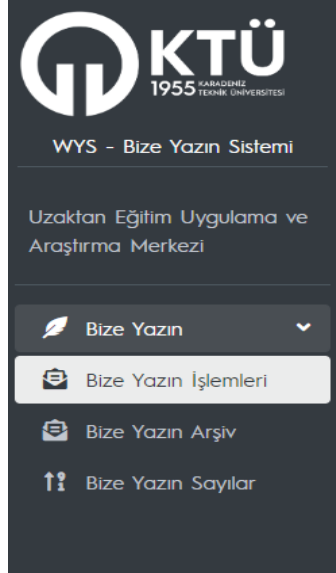 KTÜ
1955 KARADENİZ
TEKNİK ÜNİVERSİTESİ
WYS - Bize Yazın Sistemi
Uzaktan Eğitim Uygulama ve
Araştırma Merkezi
Bize Yazın
Bize Yazın İşlemleri
Bize Yazın Arşiv
Bize Yazın Sayılar